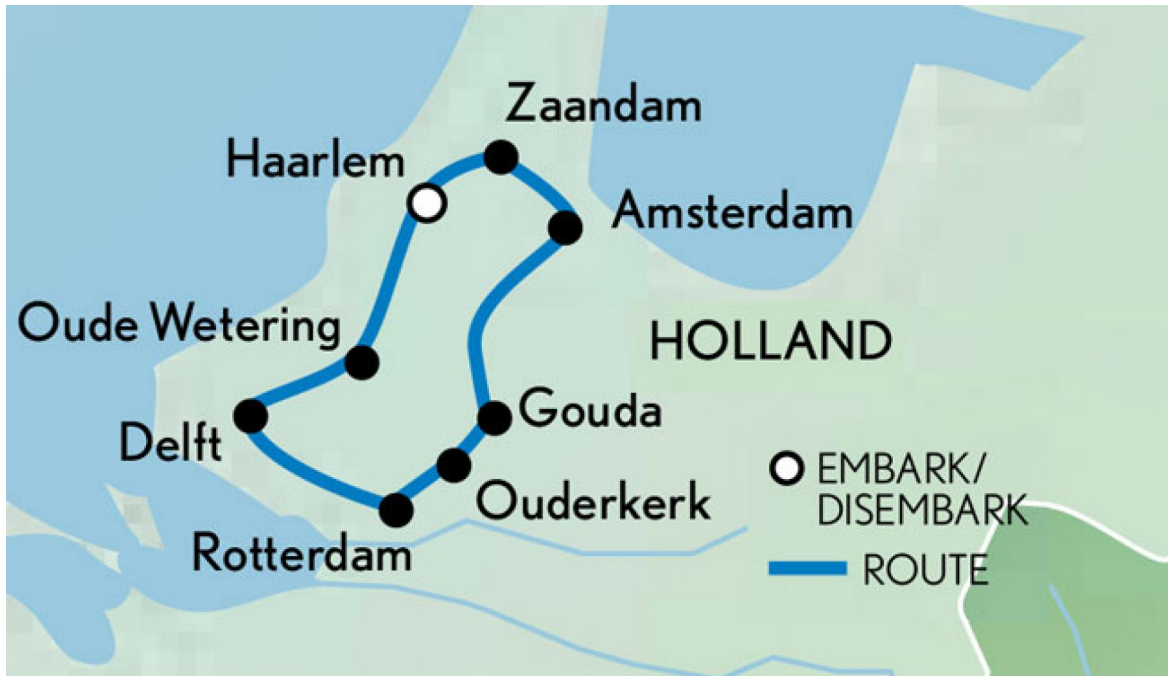 Zaandam
Haarlem
Amsterdam
Oude Wetering
HOLLAND
Gouda
Delft
Ouderkerk
Rotterdam
EMBARK/
DISEMBARK
ROUTE